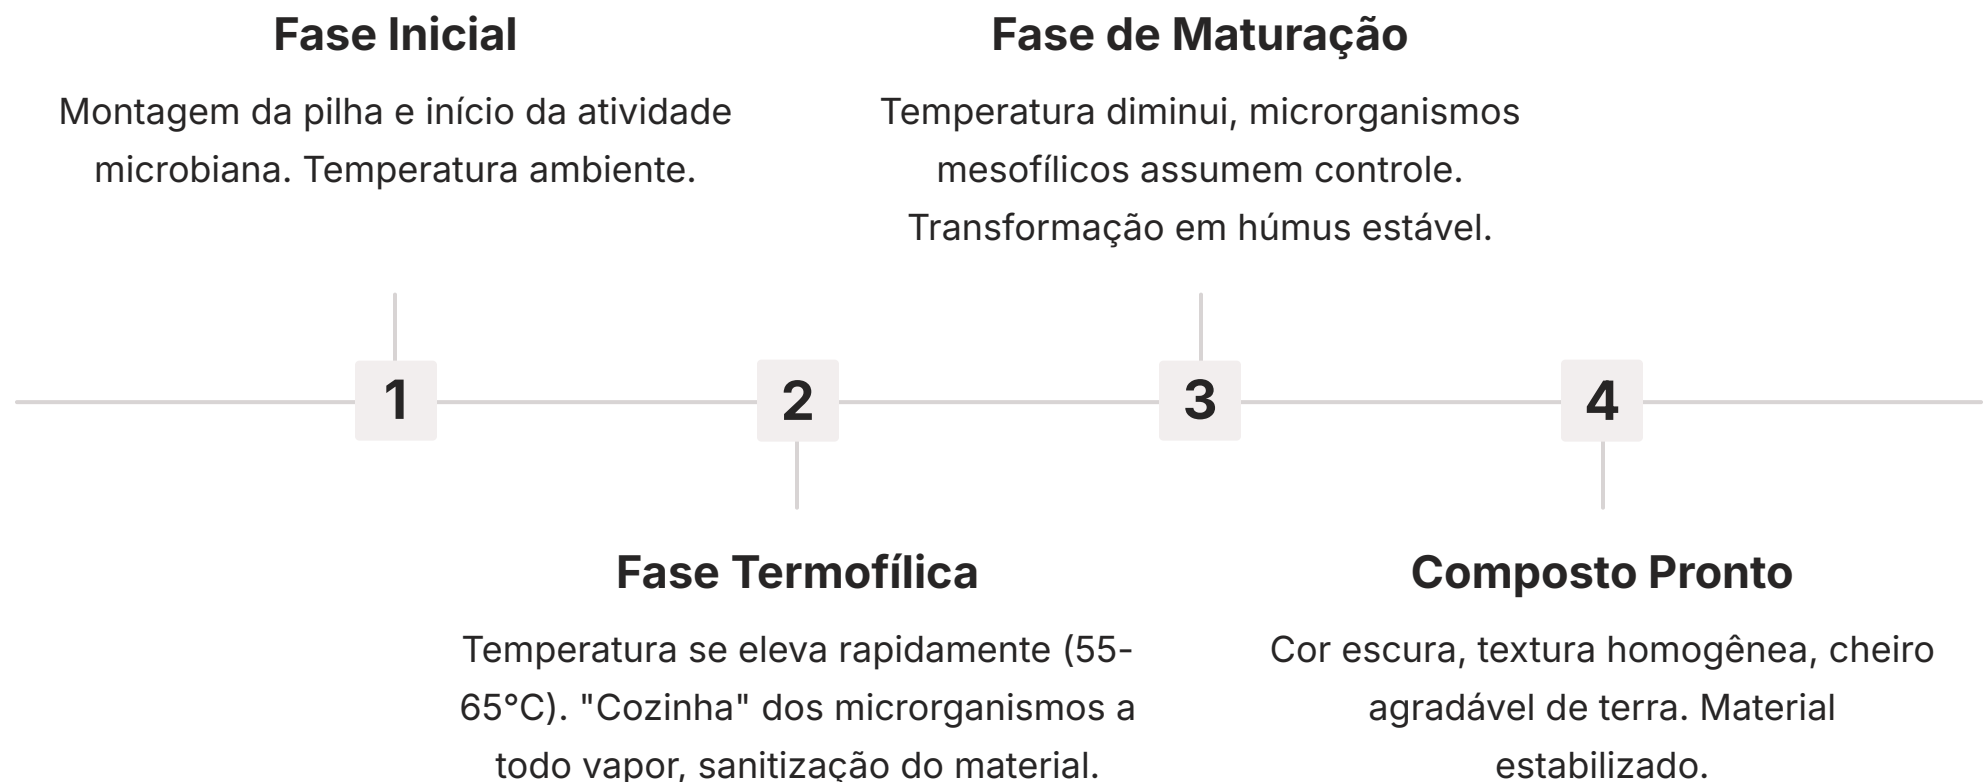 Fase Inicial
Montagem da pilha e início da atividade
microbiana. Temperatura ambiente.
1
Fase Termofílica
Temperatura se eleva rapidamente (55-
65°C). "Cozinha" dos microrganismos a
todo vapor, sanitização do material.
2
Fase de Maturação
Temperatura diminui, microrganismos
mesofílicos assumem controle.
Transformação em húmus estável.
3
Composto Pronto
Cor escura, textura homogênea, cheiro
agradável de terra. Material
estabilizado.
4